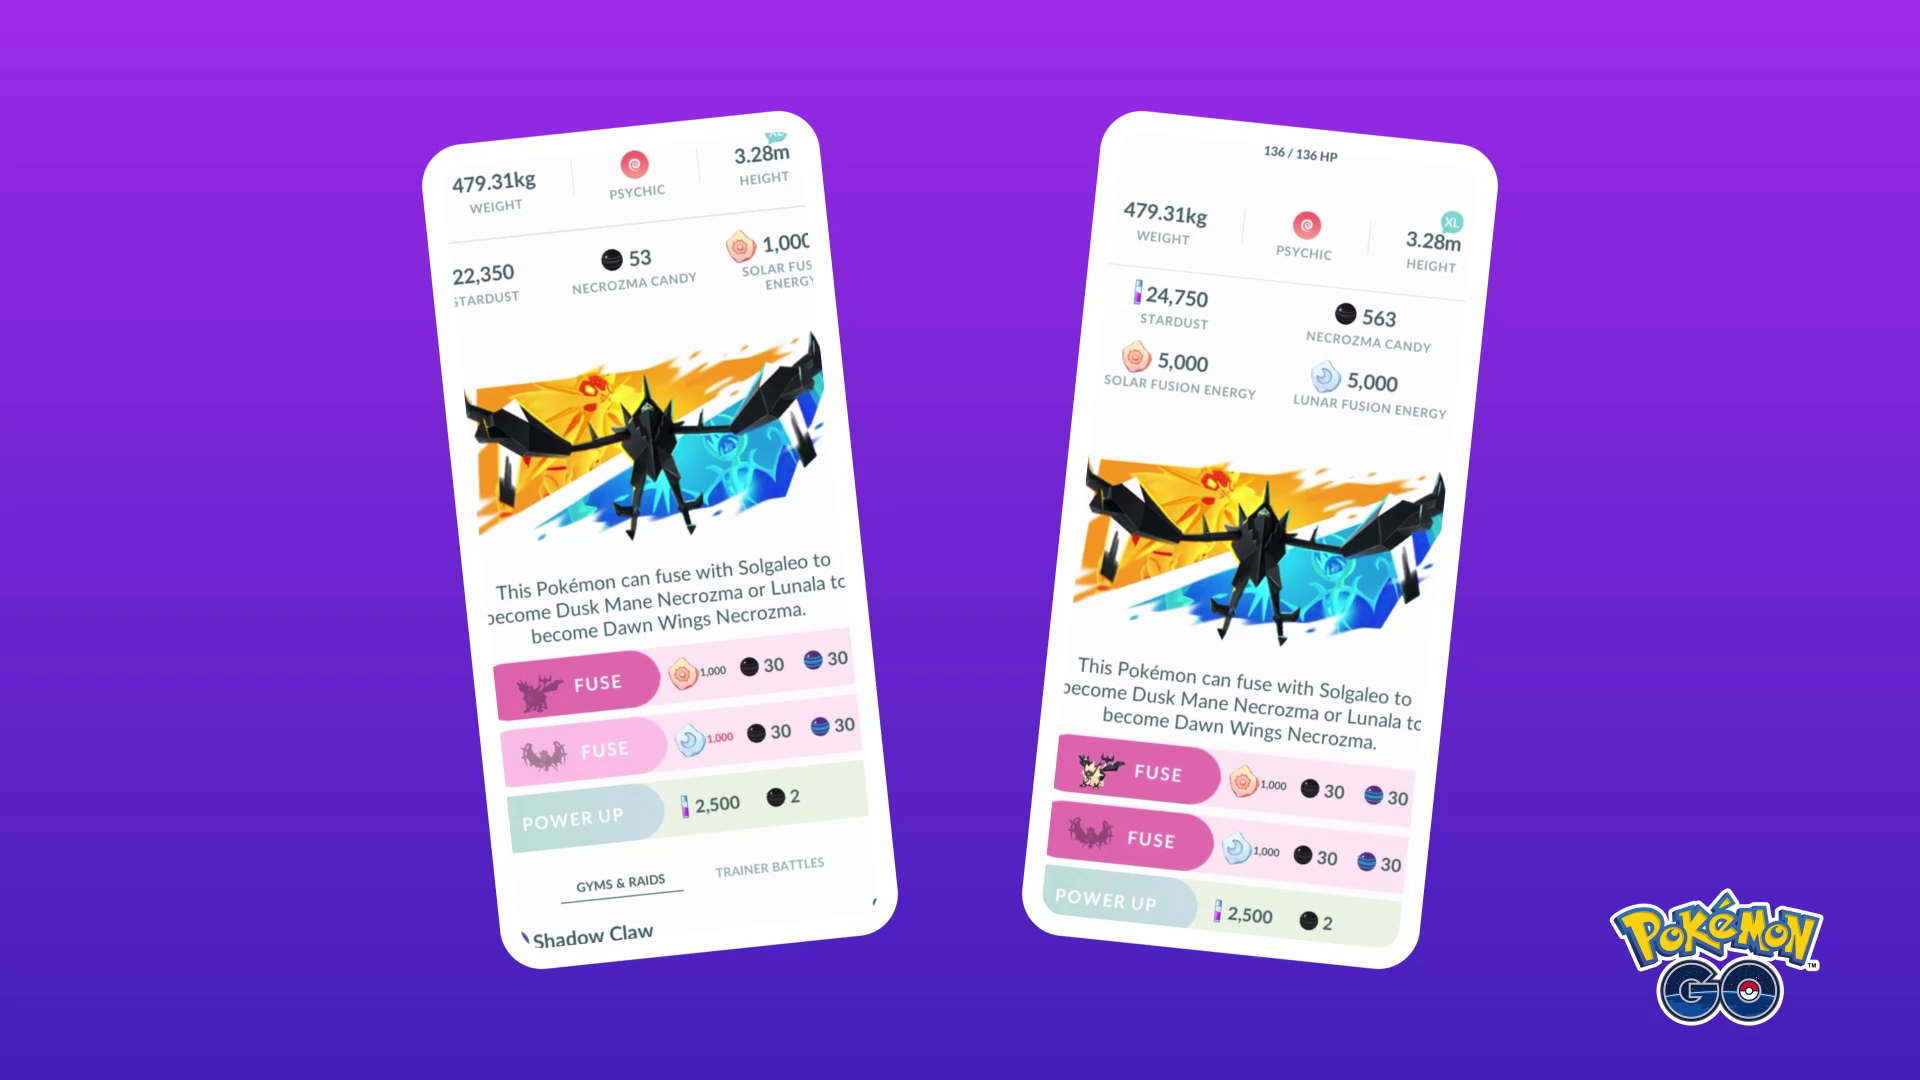 XL
479.31kg
WEIGHT
PSYCHIC
3.28m
HEIGHT
22,350
STARDUST
53
NECROZMA CANDY
1,000
SOLAR FUS
ENERGY
This Pokémon can fuse with Solgaleo to
become Dusk Mane Necrozma or Lunala to
become Dawn Wings Necrozma.
FUSE 1,000 30 30
FUSE 1,000 30 30
POWER UP 2,500 2
GYMS & RAIDS TRAINER BATTLES
Shadow Claw
136 / 136 HP
479.31kg
WEIGHT
PSYCHIC
XL
3.28m
HEIGHT
24,750
STARDUST
563
NECROZMA CANDY
5,000
SOLAR FUSION ENERGY
5,000
LUNAR FUSION ENERGY
This Pokémon can fuse with Solgaleo to
become Dusk Mane Necrozma or Lunala to
become Dawn Wings Necrozma.
FUSE 1,000 30 30
FUSE 1,000 30 30
POWER UP 2,500 2
POKéMON
GO
TM